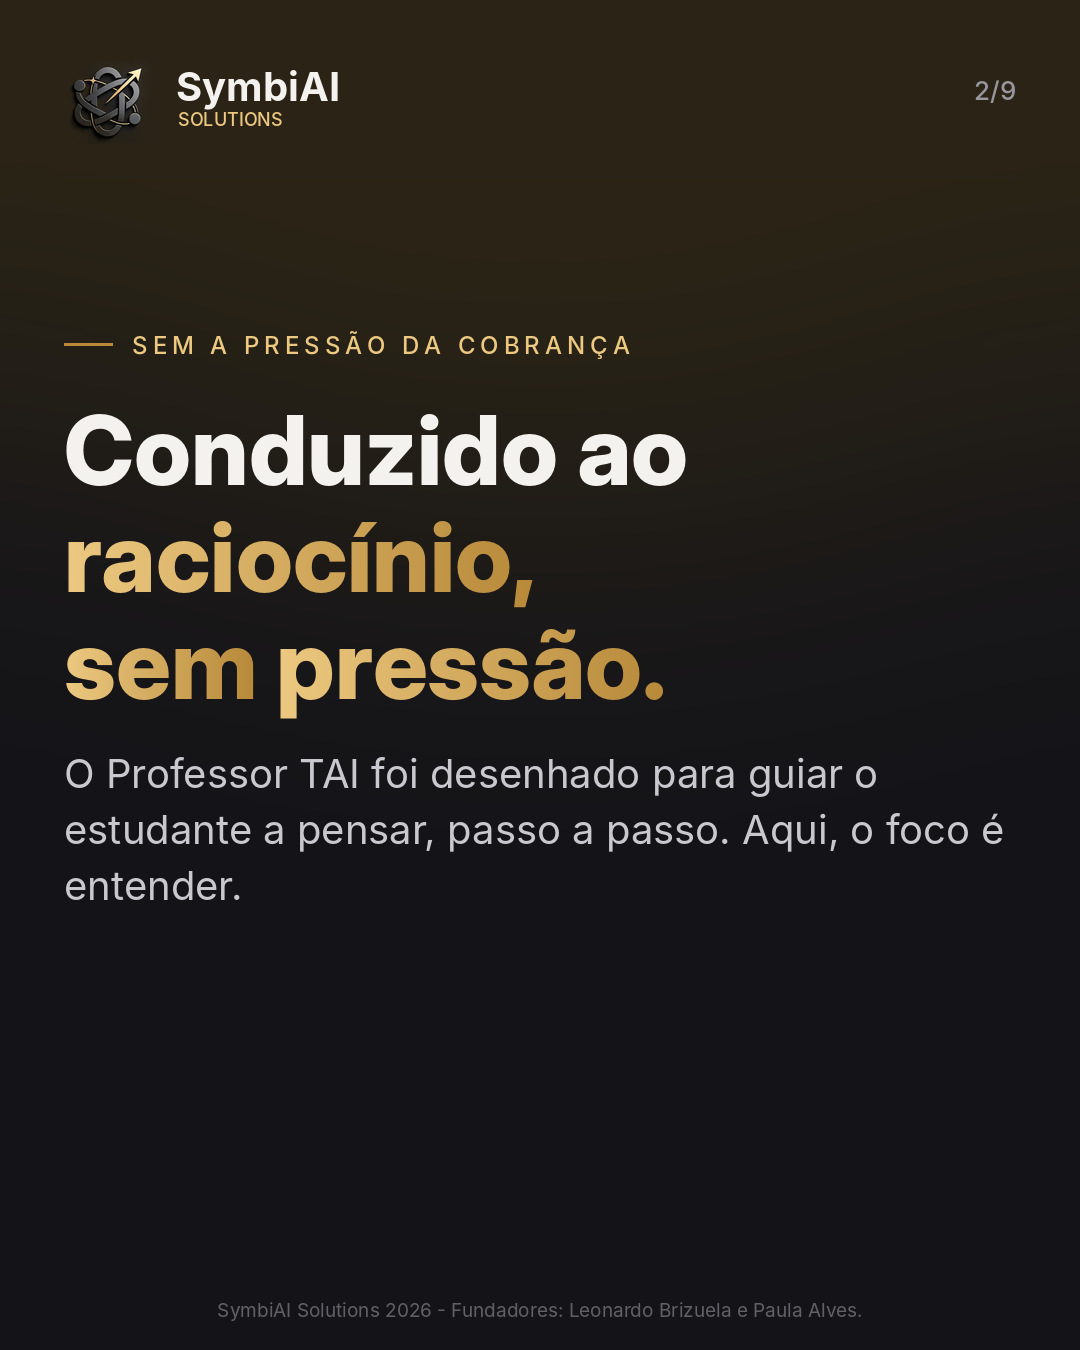 SymbiAI
SOLUTIONS
2/9
SEM A PRESSÃO DA COBRANÇA
Conduzido ao
raciocínio,
sem pressão.
O Professor TAI foi desenhado para guiar o
estudante a pensar, passo a passo. Aqui, o foco é
entender.
SymbiAI Solutions 2026 - Fundadores: Leonardo Brizuela e Paula Alves.